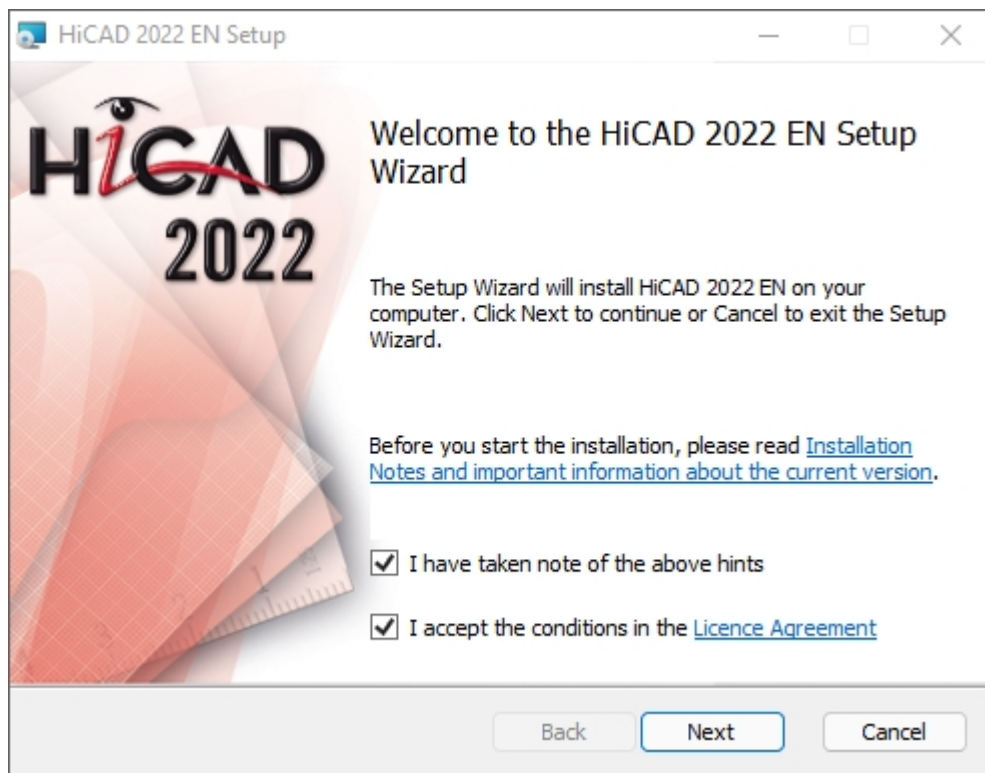 HiCAD 2022 EN Setup
HiCAD
2022
Welcome to the HiCAD 2022 EN Setup
Wizard
The Setup Wizard will install HiCAD 2022 EN on your
computer. Click Next to continue or Cancel to exit the Setup
Wizard.
Before you start the installation, please read Installation
Notes and important information about the current version.
I have taken note of the above hints
I accept the conditions in the Licence Agreement
Back Next Cancel